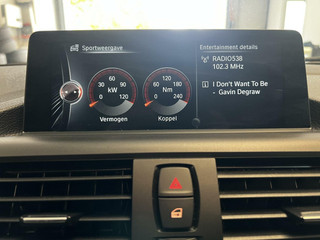 Sportweergave
Entertainment details
RADIO538
102.3 MHz
I Don't Want To Be
- Gavin Degraw
30 60 90
0 kW 120
Vermogen
60 120 180
0 Nm 240
Koppel